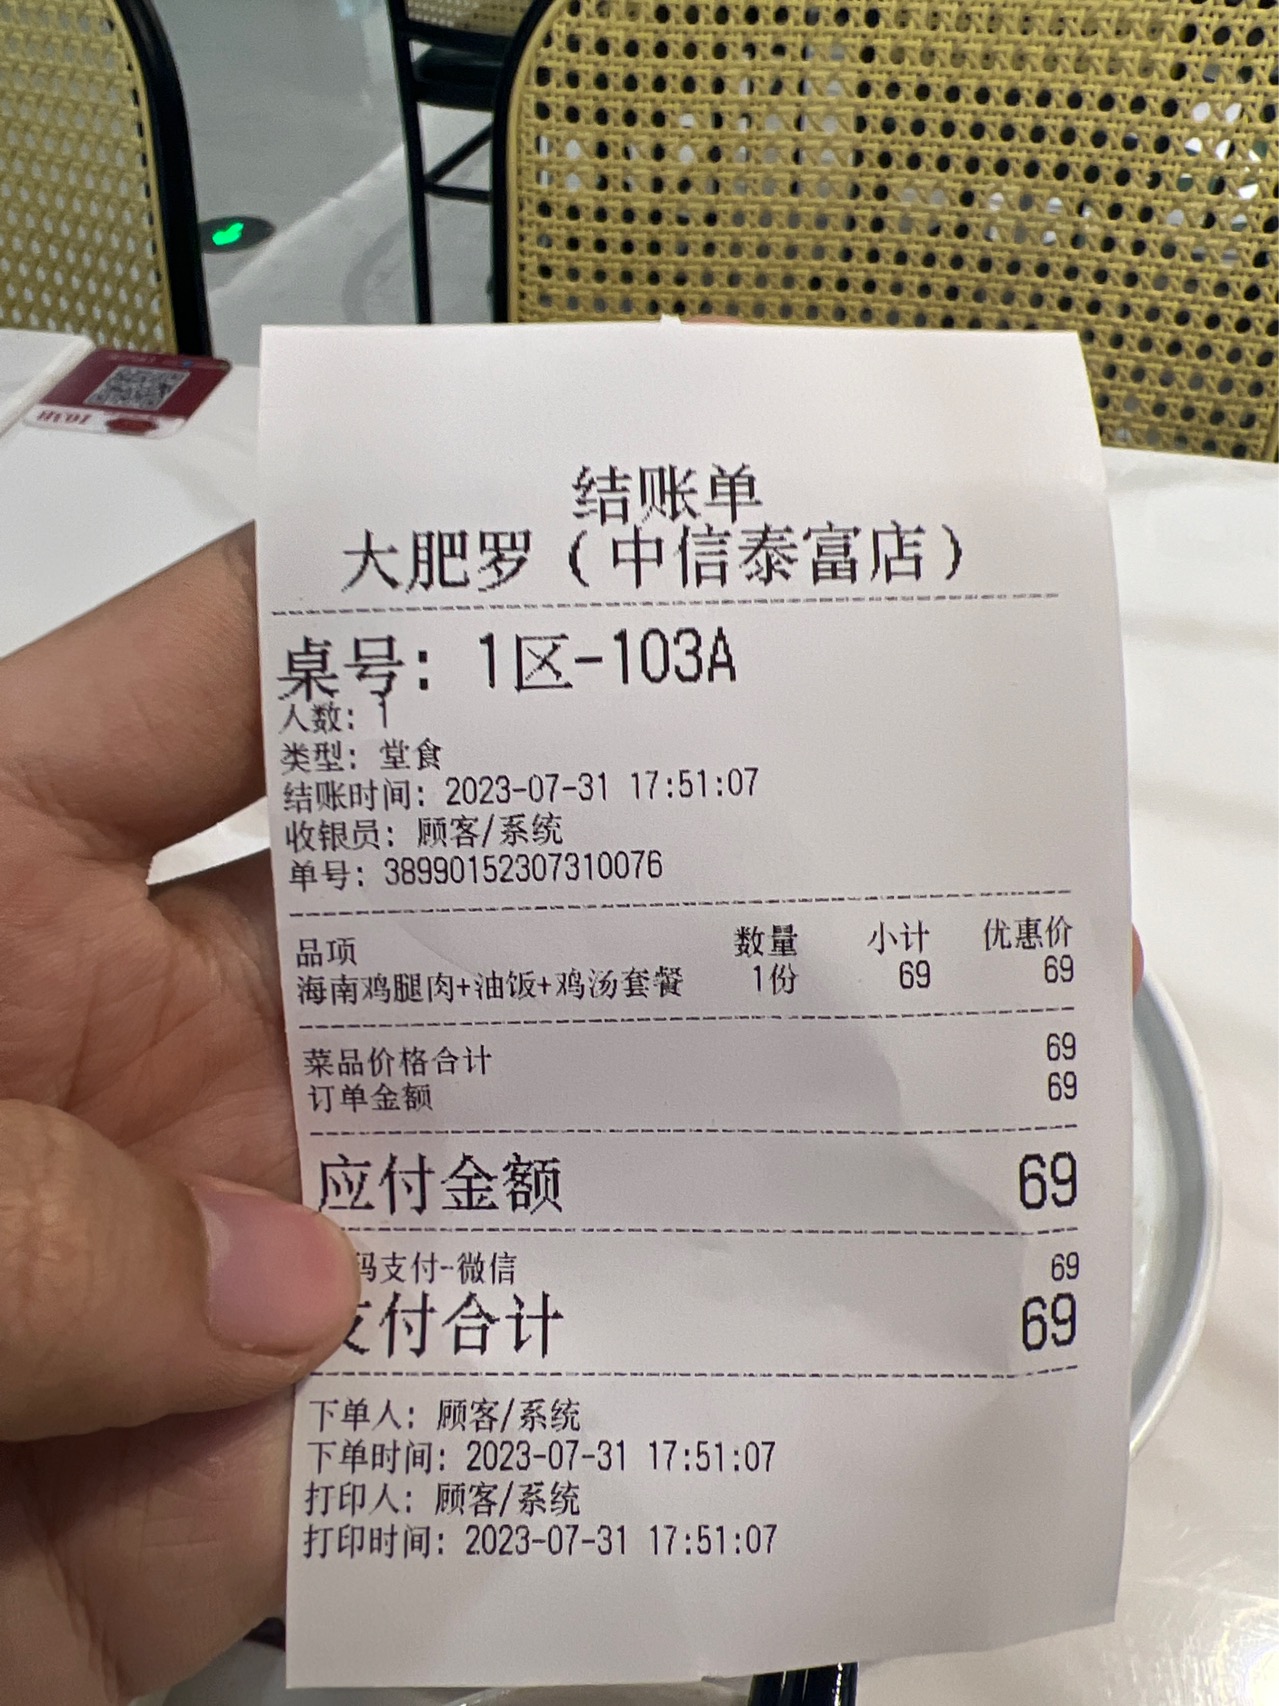 结账单
大肥罗（中信泰富店）
桌号：1区-103A
人数：1
类型：堂食
结账时间：2023-07-31 17:51:07
收银员：顾客/系统
单号：38990152307310076
品项 数量 小计 优惠价
海南鸡腿肉+油饭+鸡汤套餐 1份 69 69
菜品价格合计 69
订单金额 69
应付金额 69
码支付-微信 69
支付合计 69
下单人：顾客/系统
下单时间：2023-07-31 17:51:07
打印人：顾客/系统
打印时间：2023-07-31 17:51:07